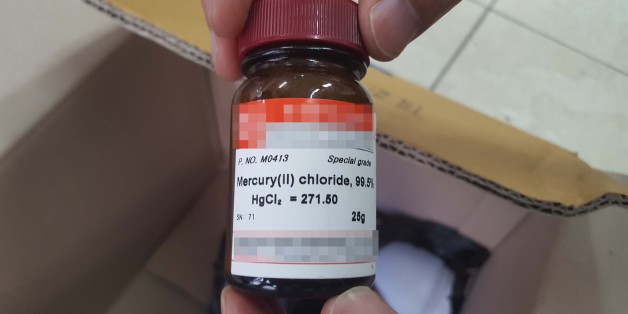 P. NO. M0413 Special grade
Mercury(II) chloride, 99.5%
HgCl₂ = 271.50
SN: 71 25g